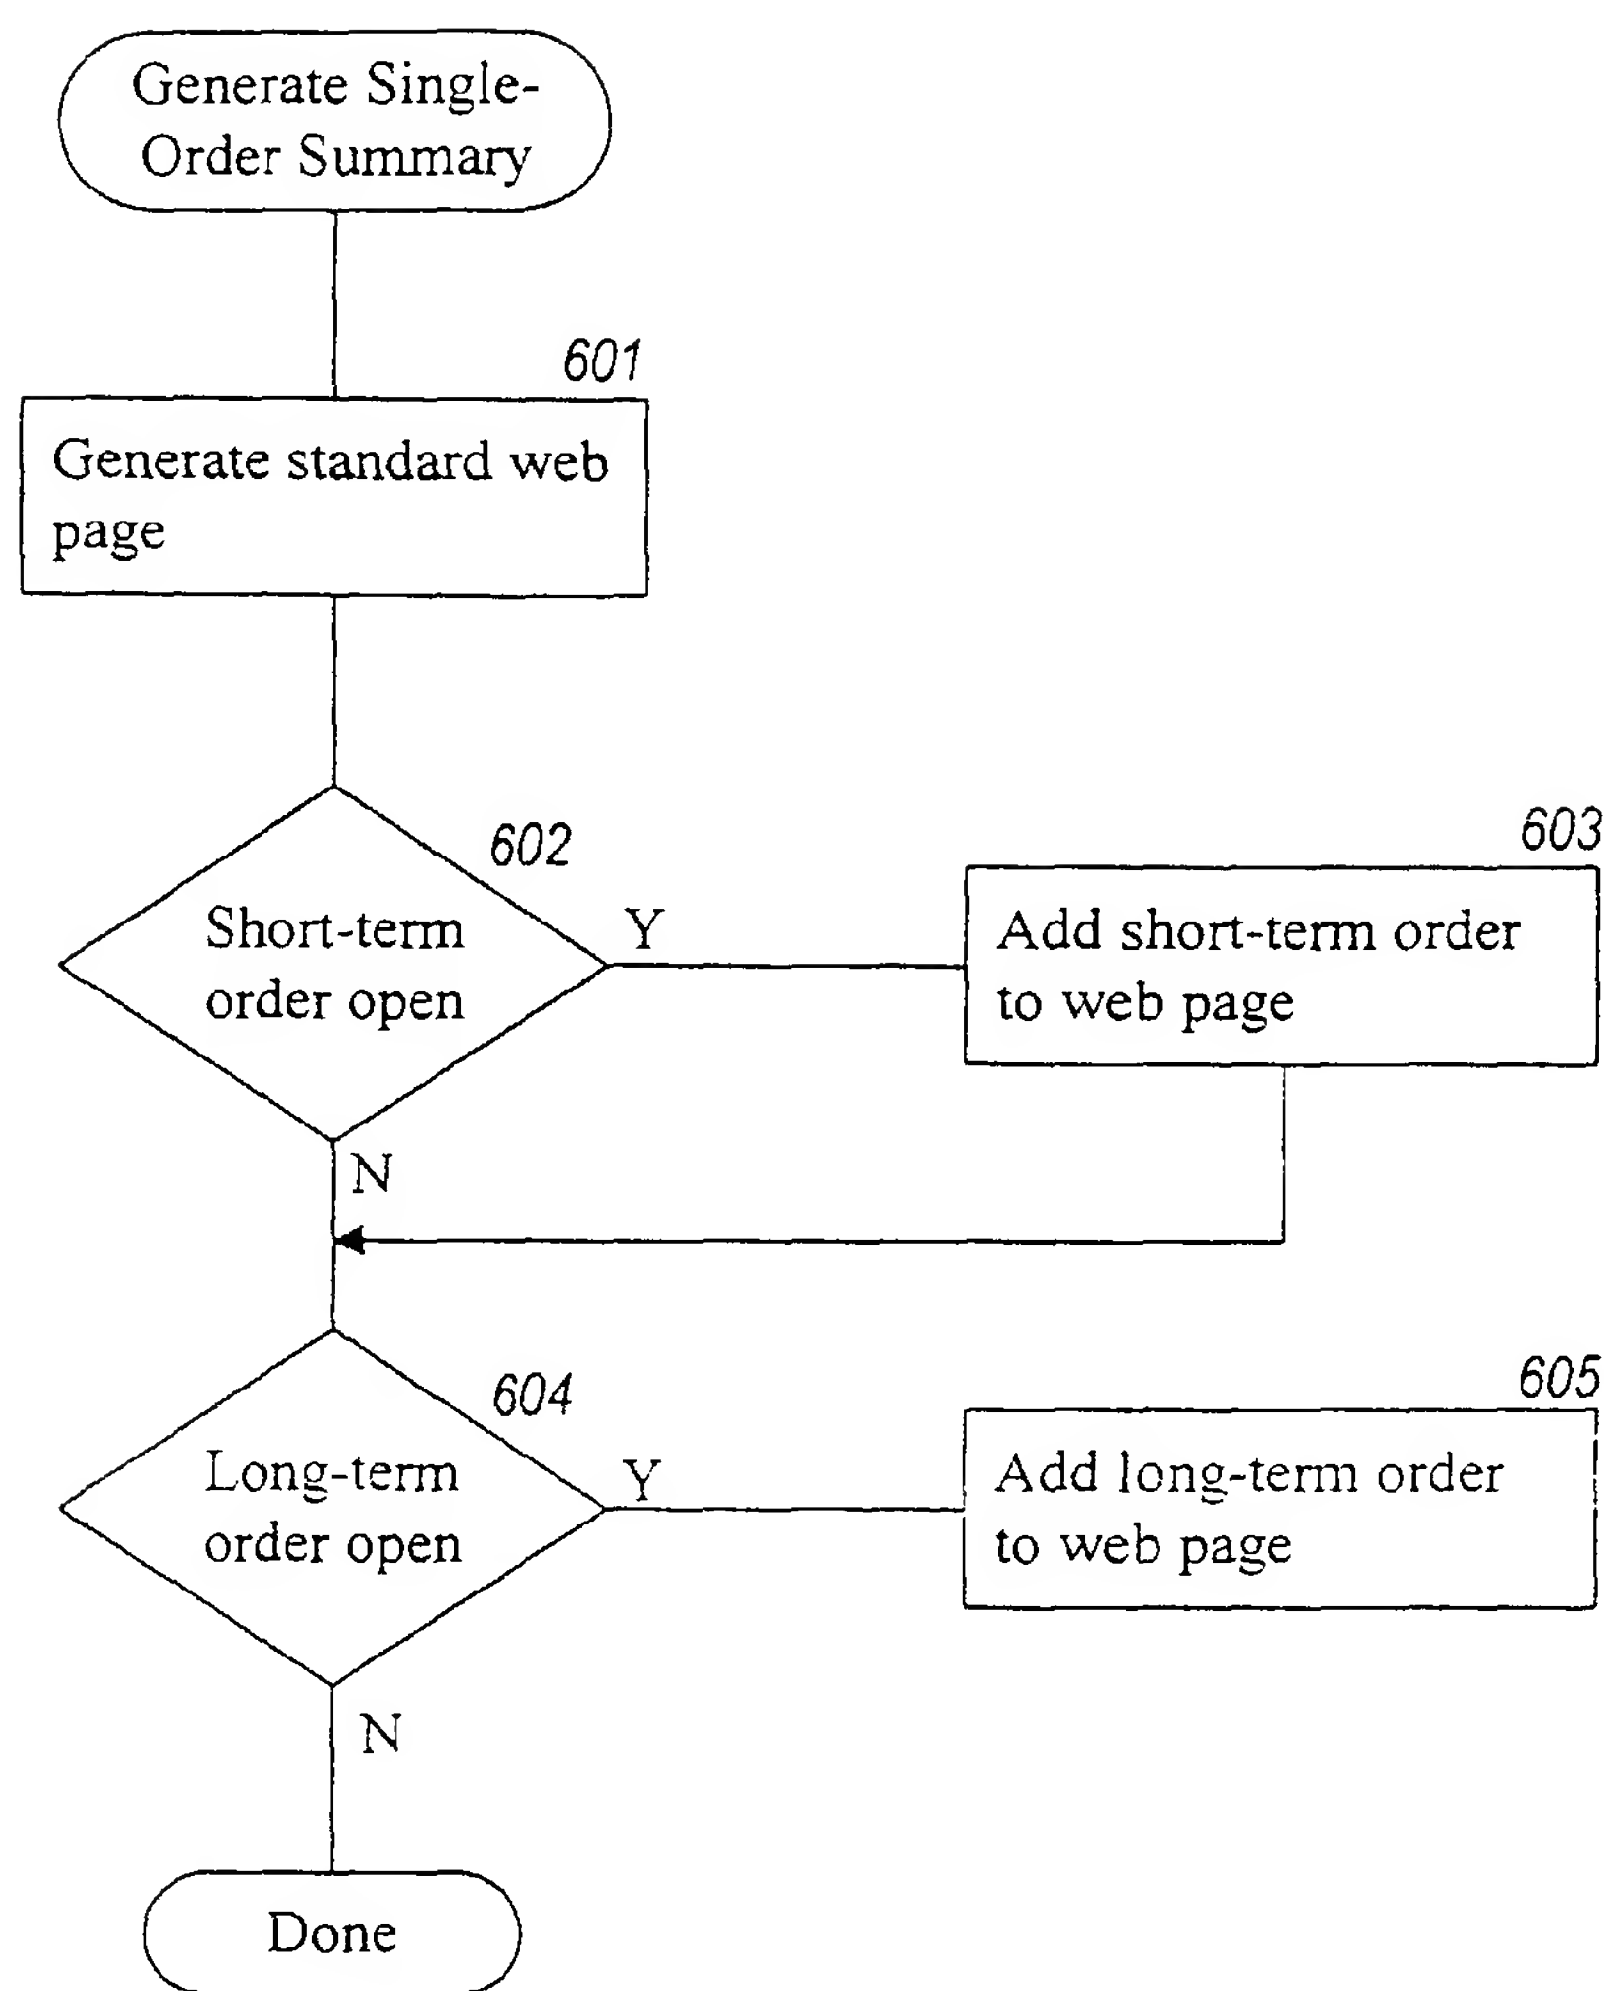 Generate Single-
Order Summary
601
Generate standard web
page
602
Short-term
order open
Y
603
Add short-term order
to web page
N
604
Long-term
order open
Y
605
Add long-term order
to web page
N
Done